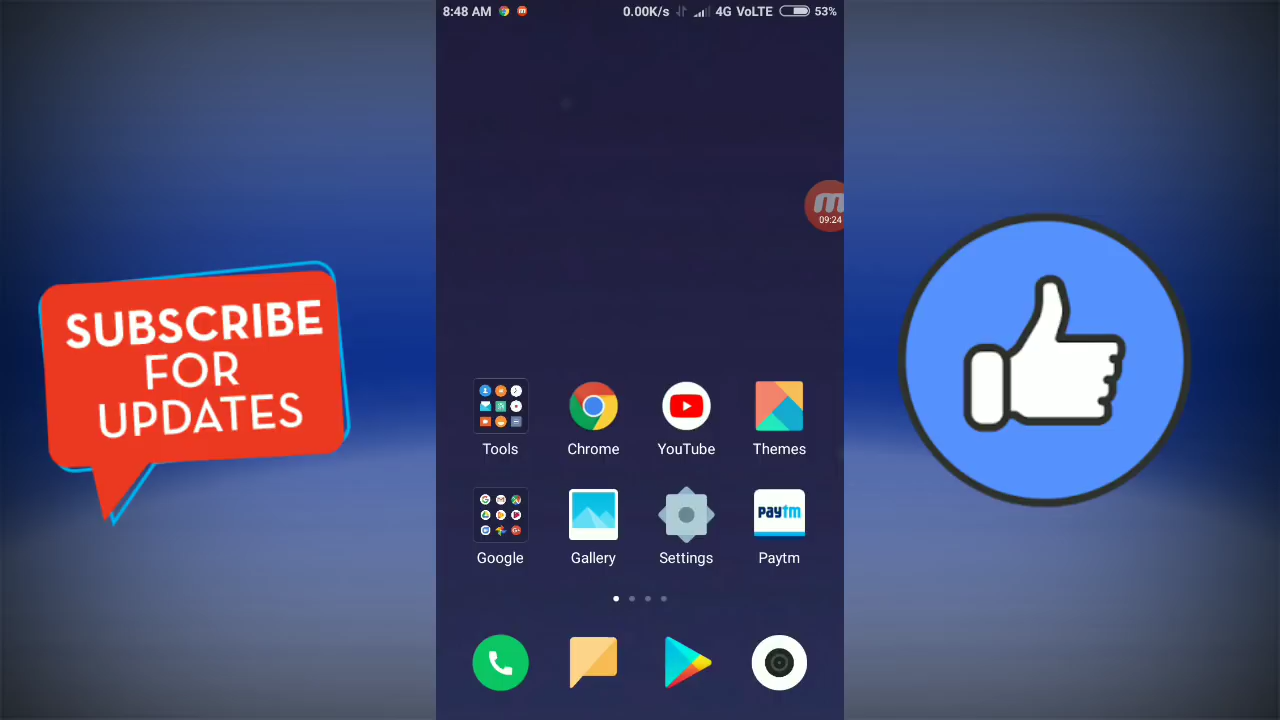 8:48 AM 0.00K/s 4G VoLTE 53%
09:24
SUBSCRIBE
FOR
UPDATES
Tools Chrome YouTube Themes
paytm
Google Gallery Settings Paytm